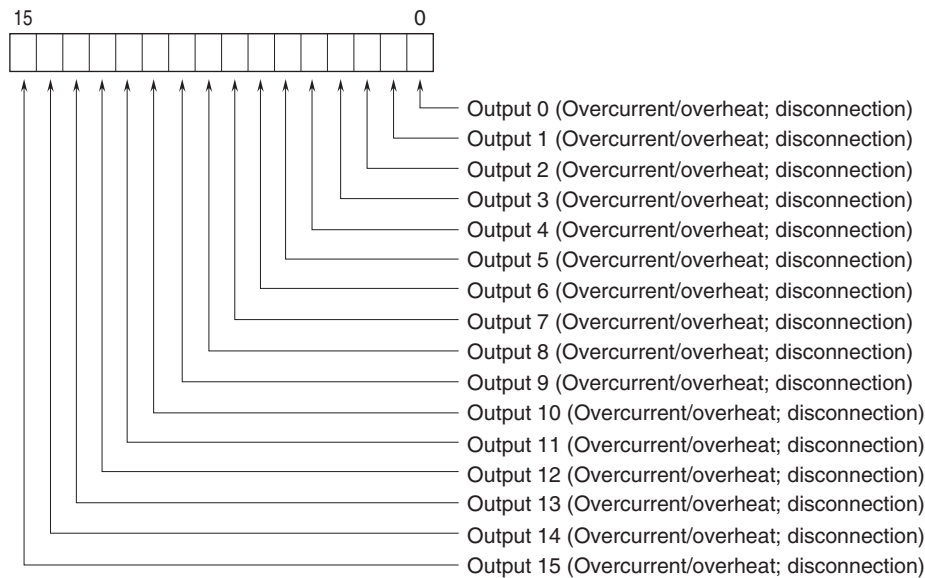 15 0
Output 0 (Overcurrent/overheat; disconnection)
Output 1 (Overcurrent/overheat; disconnection)
Output 2 (Overcurrent/overheat; disconnection)
Output 3 (Overcurrent/overheat; disconnection)
Output 4 (Overcurrent/overheat; disconnection)
Output 5 (Overcurrent/overheat; disconnection)
Output 6 (Overcurrent/overheat; disconnection)
Output 7 (Overcurrent/overheat; disconnection)
Output 8 (Overcurrent/overheat; disconnection)
Output 9 (Overcurrent/overheat; disconnection)
Output 10 (Overcurrent/overheat; disconnection)
Output 11 (Overcurrent/overheat; disconnection)
Output 12 (Overcurrent/overheat; disconnection)
Output 13 (Overcurrent/overheat; disconnection)
Output 14 (Overcurrent/overheat; disconnection)
Output 15 (Overcurrent/overheat; disconnection)